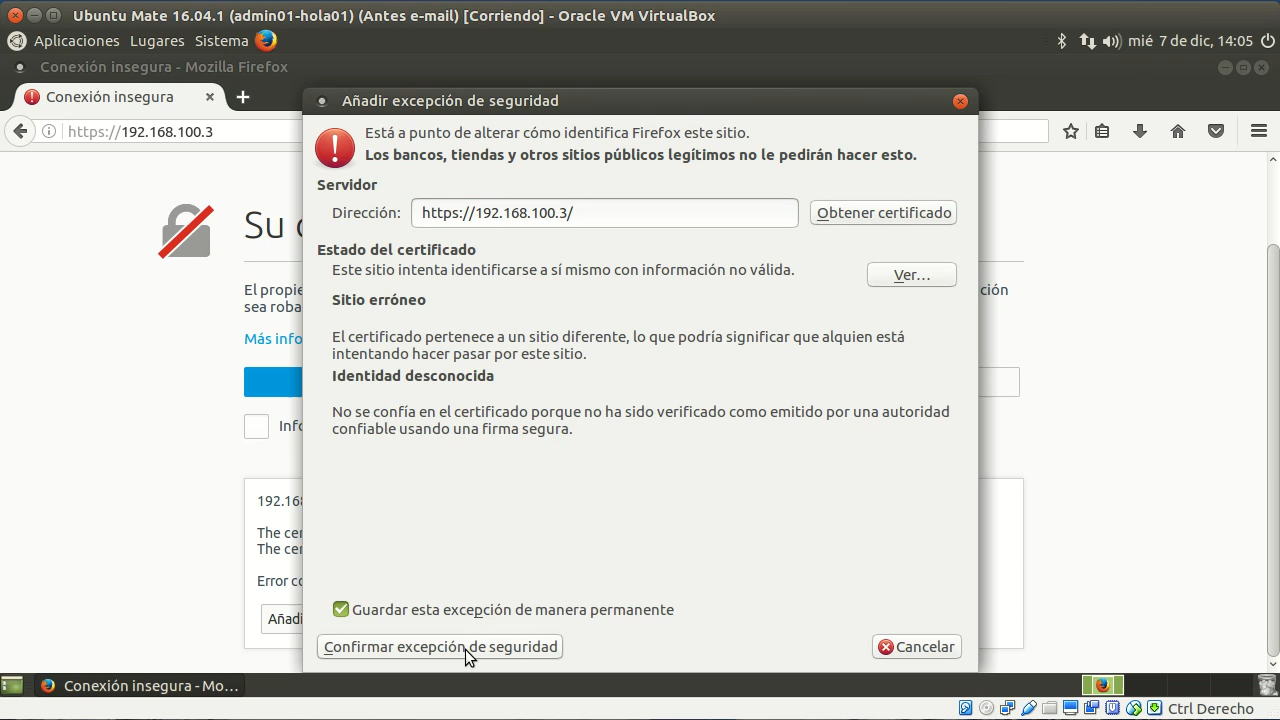 Ubuntu Mate 16.04.1 (admin01-hola01) (Antes e-mail) [Corriendo] - Oracle VM VirtualBox
Aplicaciones Lugares Sistema mié 7 de dic, 14:05
Conexión insegura - Mozilla Firefox
Conexión insegura
https://192.168.100.3
Añadir excepción de seguridad
Está a punto de alterar cómo identifica Firefox este sitio.
Los bancos, tiendas y otros sitios públicos legítimos no le pedirán hacer esto.
Servidor
Dirección: https://192.168.100.3/ Obtener certificado
Estado del certificado
Este sitio intenta identificarse a sí mismo con información no válida.
Ver...
Sitio erróneo
El certificado pertenece a un sitio diferente, lo que podría significar que alguien está
intentando hacer pasar por este sitio.
Identidad desconocida
No se confía en el certificado porque no ha sido verificado como emitido por una autoridad
confiable usando una firma segura.
Guardar esta excepción de manera permanente
Confirmar excepción de seguridad Cancelar
Su c
El propie ción
sea roba
Más info
Info
192.168
The cer
The cer
Error co
Añadi
Conexión insegura - Mo...
Ctrl Derecho